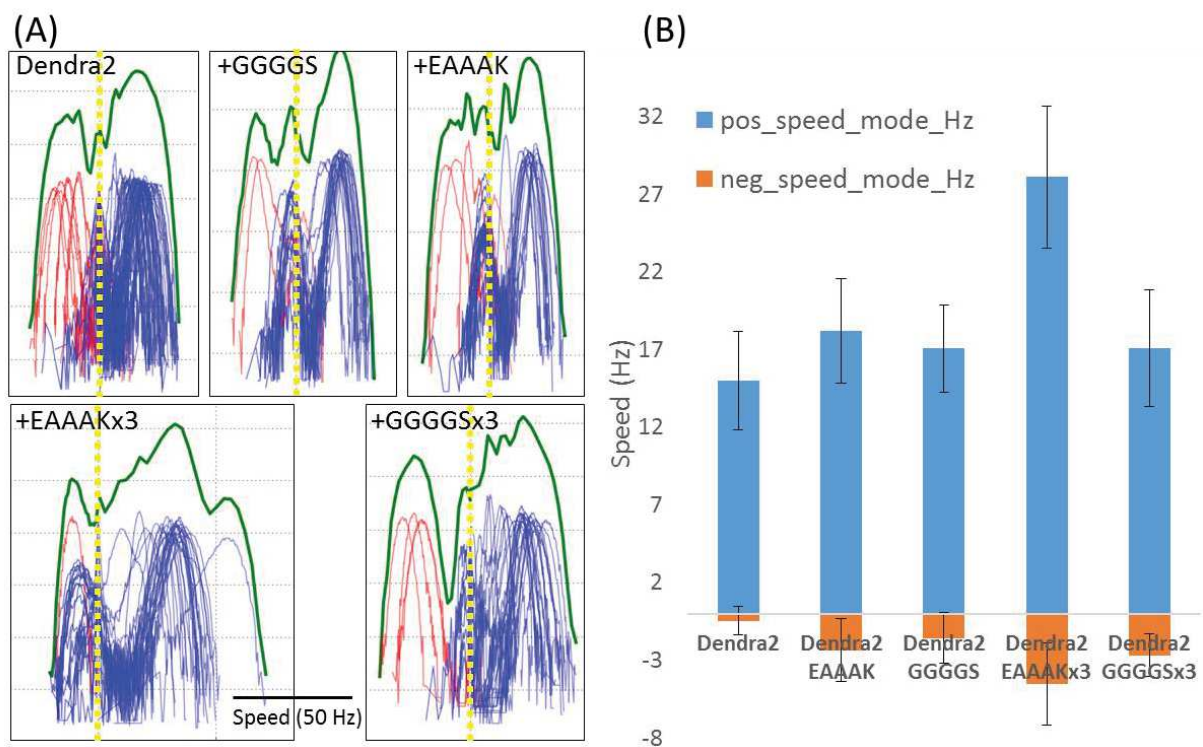 (A)
Dendra2
+GGGGS
+EAAAK
+EAAAKx3
+GGGGSx3
Speed (50 Hz)
(B)
pos_speed_mode_Hz
neg_speed_mode_Hz
Speed (Hz)
32
27
22
17
12
7
2
-3
-8
Dendra2
Dendra2
EAAAK
Dendra2
GGGGS
Dendra2
EAAAKx3
Dendra2
GGGGSx3